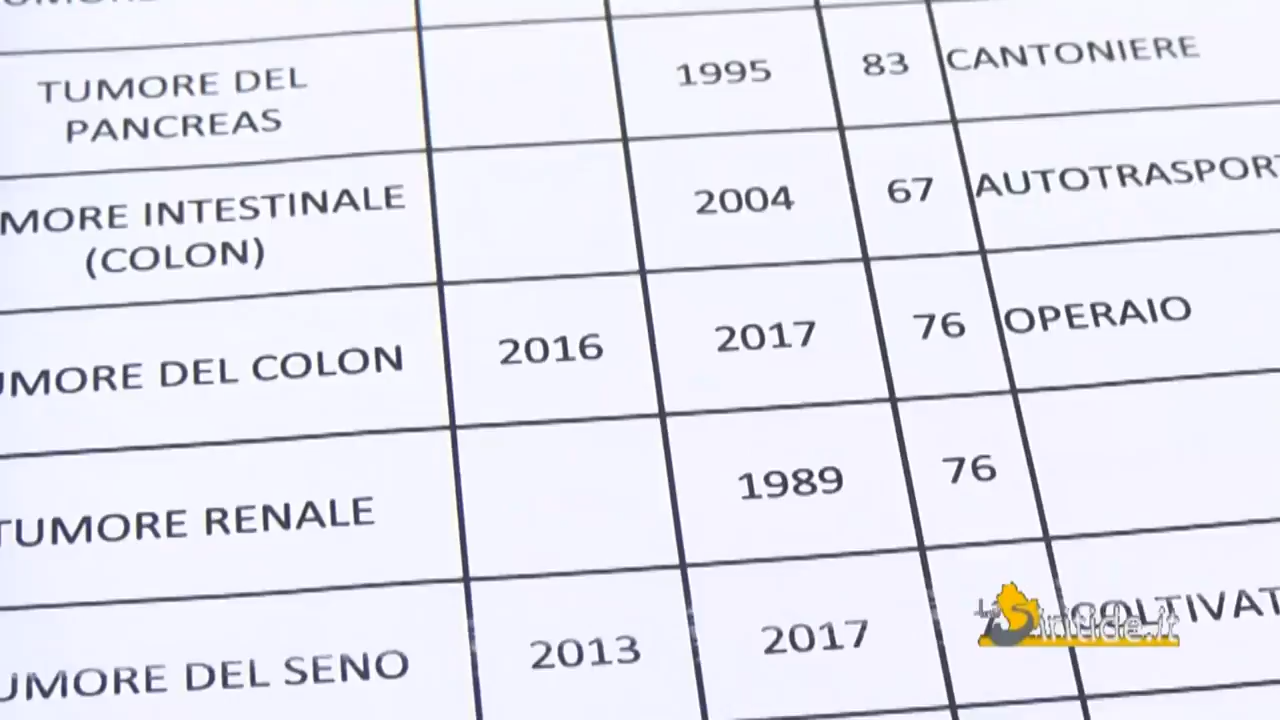 TUMORE DEL
PANCREAS
1995
83
CANTONIERE
MORE INTESTINALE
(COLON)
2004
67
AUTOTRASPORT
UMORE DEL COLON
2016
2017
76
OPERAIO
TUMORE RENALE
1989
76
UMORE DEL SENO
2013
2017
COLTIVAT